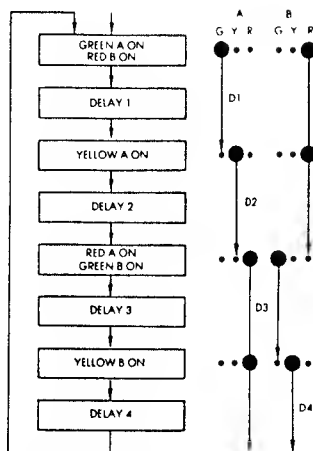 A B
G Y R G Y R
GREEN A ON
RED B ON
D1
DELAY 1
YELLOW A ON
D2
DELAY 2
RED A ON
GREEN B ON
D3
DELAY 3
YELLOW B ON
D4
DELAY 4